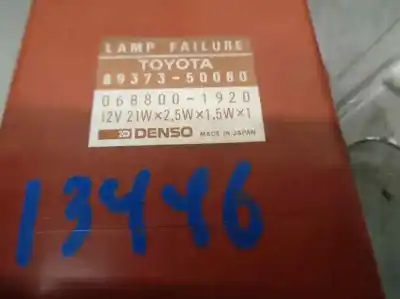 LAMP FAILURE
TOYOTA
89373-50080
068800-1920
12V 21W×2,5W×1,5W×1
DENSO MADE IN JAPAN
13446